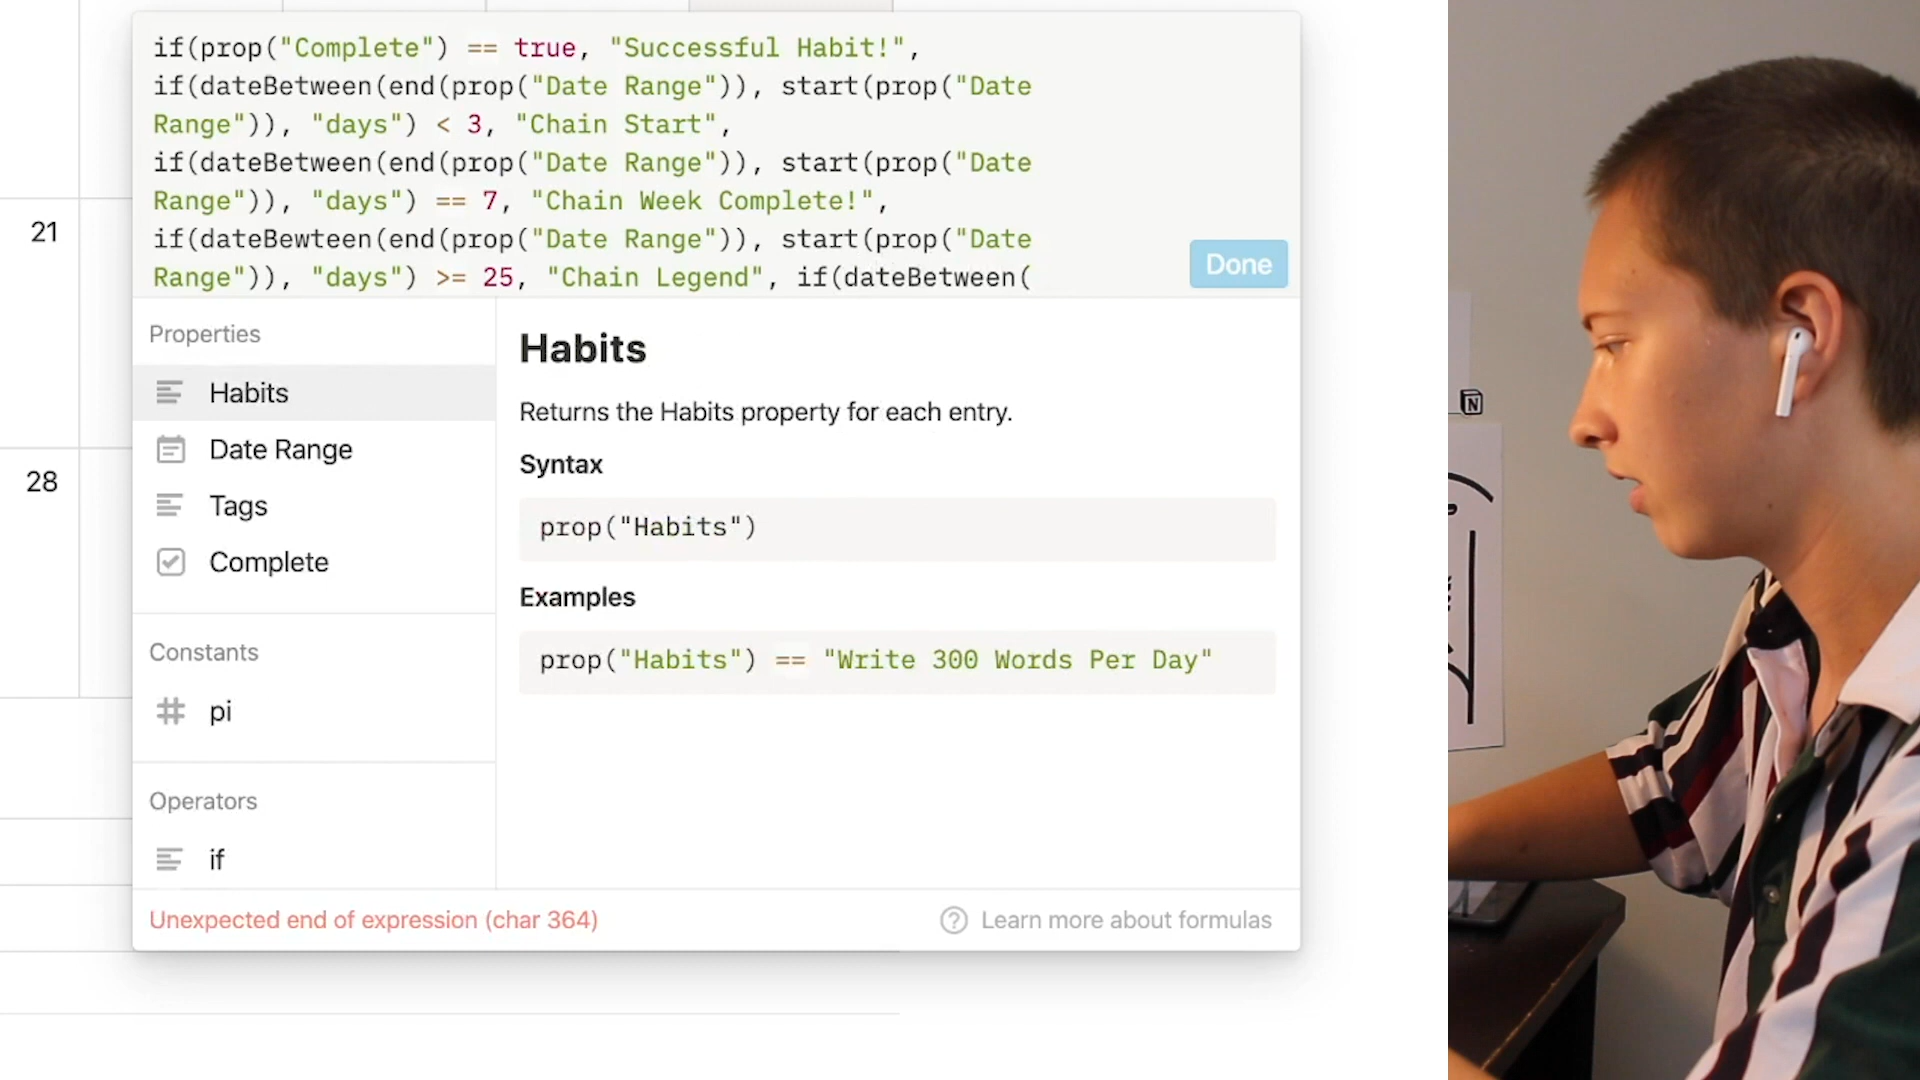 if(prop("Complete") == true, "Successful Habit!",
if(dateBetween(end(prop("Date Range")), start(prop("Date
Range")), "days") < 3, "Chain Start",
if(dateBetween(end(prop("Date Range")), start(prop("Date
Range")), "days") == 7, "Chain Week Complete!",
if(dateBewteen(end(prop("Date Range")), start(prop("Date
Range")), "days") >= 25, "Chain Legend", if(dateBetween(
Done
21
28
Properties
Habits
Date Range
Tags
Complete
Constants
pi
Operators
if
Habits
Returns the Habits property for each entry.
Syntax
prop("Habits")
Examples
prop("Habits") == "Write 300 Words Per Day"
Unexpected end of expression (char 364)
? Learn more about formulas
N